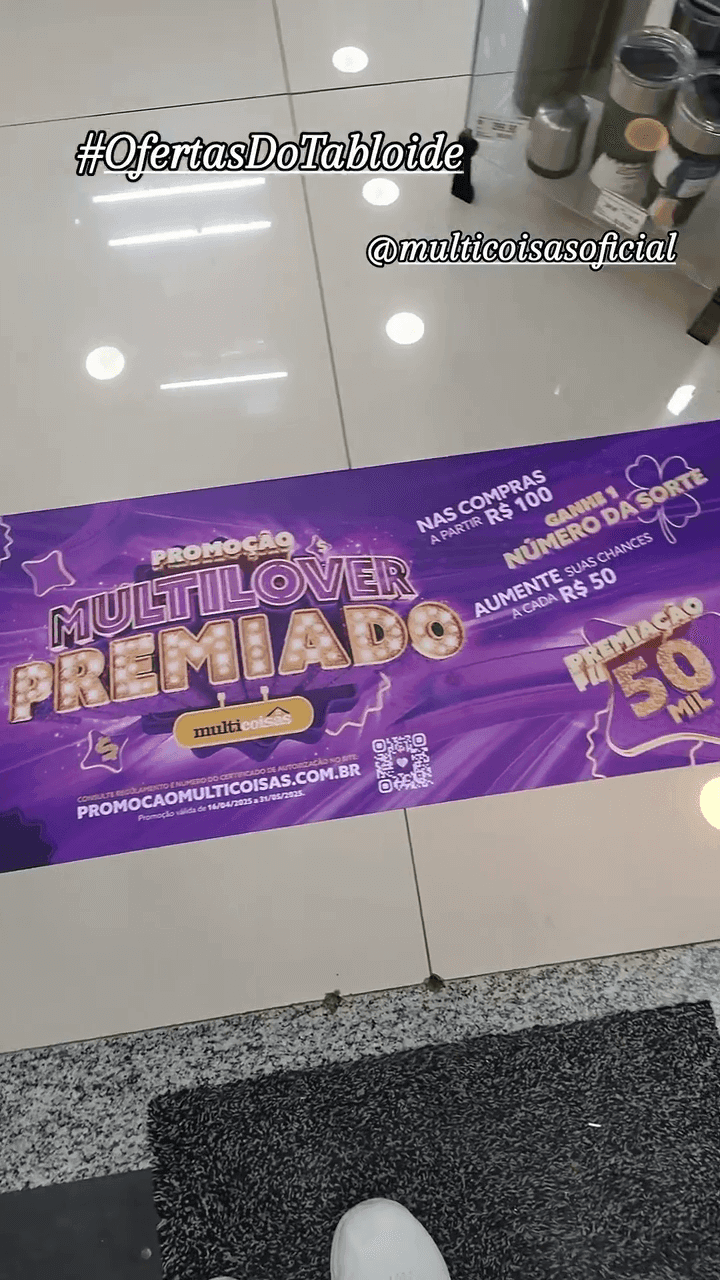 #OfertasDoTabloide
@multicoisasoficial
PROMOÇÃO
MULTILOVER
PREMIADO
multicoisas
CONSULTE REGULAMENTO E NÚMERO DO CERTIFICADO DE AUTORIZAÇÃO NO SITE:
PROMOCAOMULTICOISAS.COM.BR
Promoção válida de 16/04/2025 a 31/05/2025.
NAS COMPRAS
A PARTIR R$ 100
GANHE 1
NÚMERO DA SORTE
AUMENTE SUAS CHANCES
A CADA R$ 50
PREMIAÇÃO
50
MIL